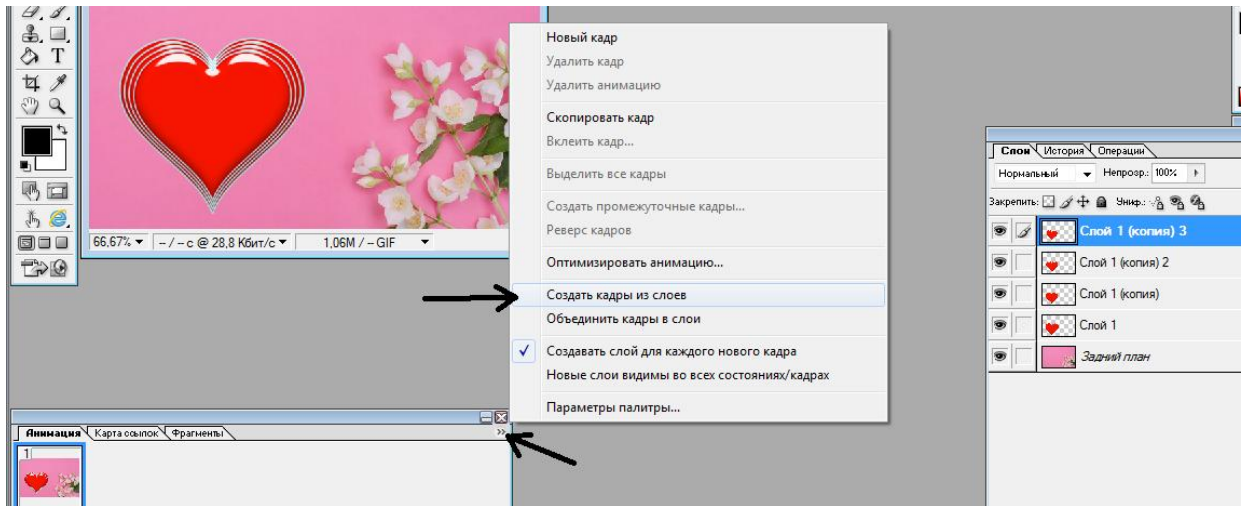 T
66,67%
– / – с @ 28,8 Кбит/с
1,06M / – GIF
Новый кадр
Удалить кадр
Удалить анимацию
Скопировать кадр
Вклеить кадр...
Выделить все кадры
Создать промежуточные кадры...
Реверс кадров
Оптимизировать анимацию...
Создать кадры из слоев
Объединить кадры в слои
Создавать слой для каждого нового кадра
Новые слои видимы во всех состояниях/кадрах
Параметры палитры...
Анимация Карта ссылок Фрагменты
1
Слои История Операции
Нормальный Непрозр.: 100%
Закрепить: Униф.:
Слой 1 (копия) 3
Слой 1 (копия) 2
Слой 1 (копия)
Слой 1
Задний план